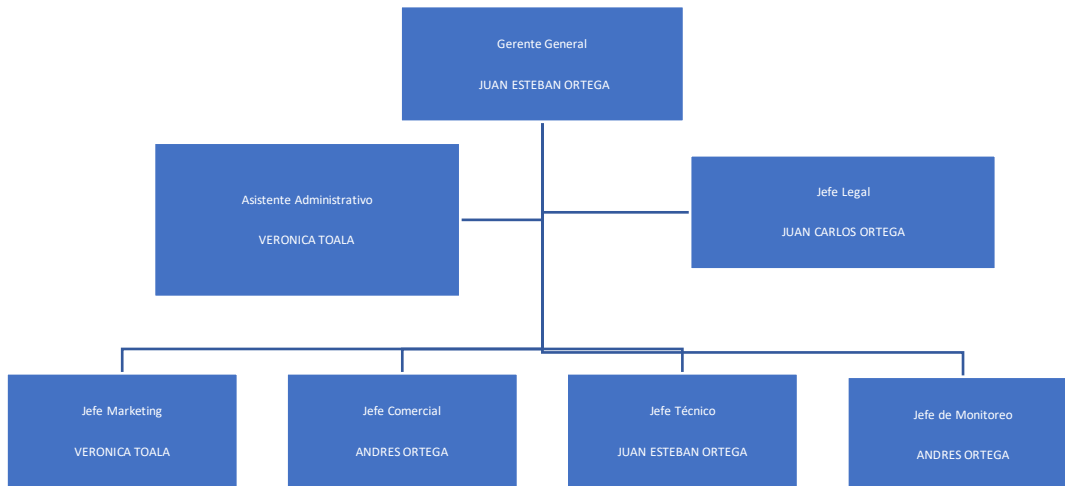 Gerente General
JUAN ESTEBAN ORTEGA
Asistente Administrativo
VERONICA TOALA
Jefe Legal
JUAN CARLOS ORTEGA
Jefe Marketing
VERONICA TOALA
Jefe Comercial
ANDRES ORTEGA
Jefe Técnico
JUAN ESTEBAN ORTEGA
Jefe de Monitoreo
ANDRES ORTEGA